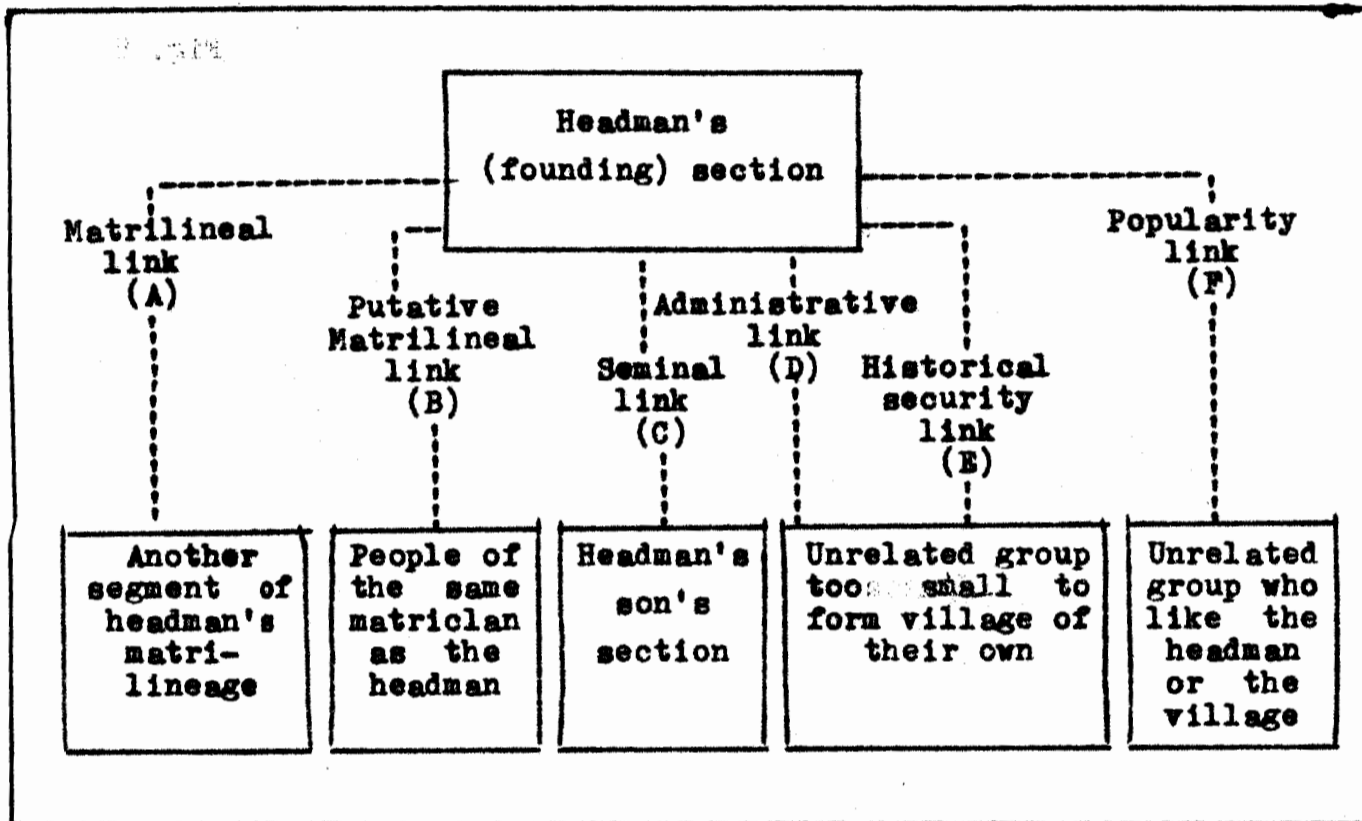 Headman's
(founding) section
Matrilineal
link
(A)
Putative
Matrilineal
link
(B)
Seminal
link
(C)
Administrative
link
(D)
Historical
security
link
(E)
Popularity
link
(F)
Another
segment of
headman's
matri-
lineage
People of
the same
matriclan
as the
headman
Headman's
son's
section
Unrelated group
too small to
form village of
their own
Unrelated
group who
like the
headman
or the
village